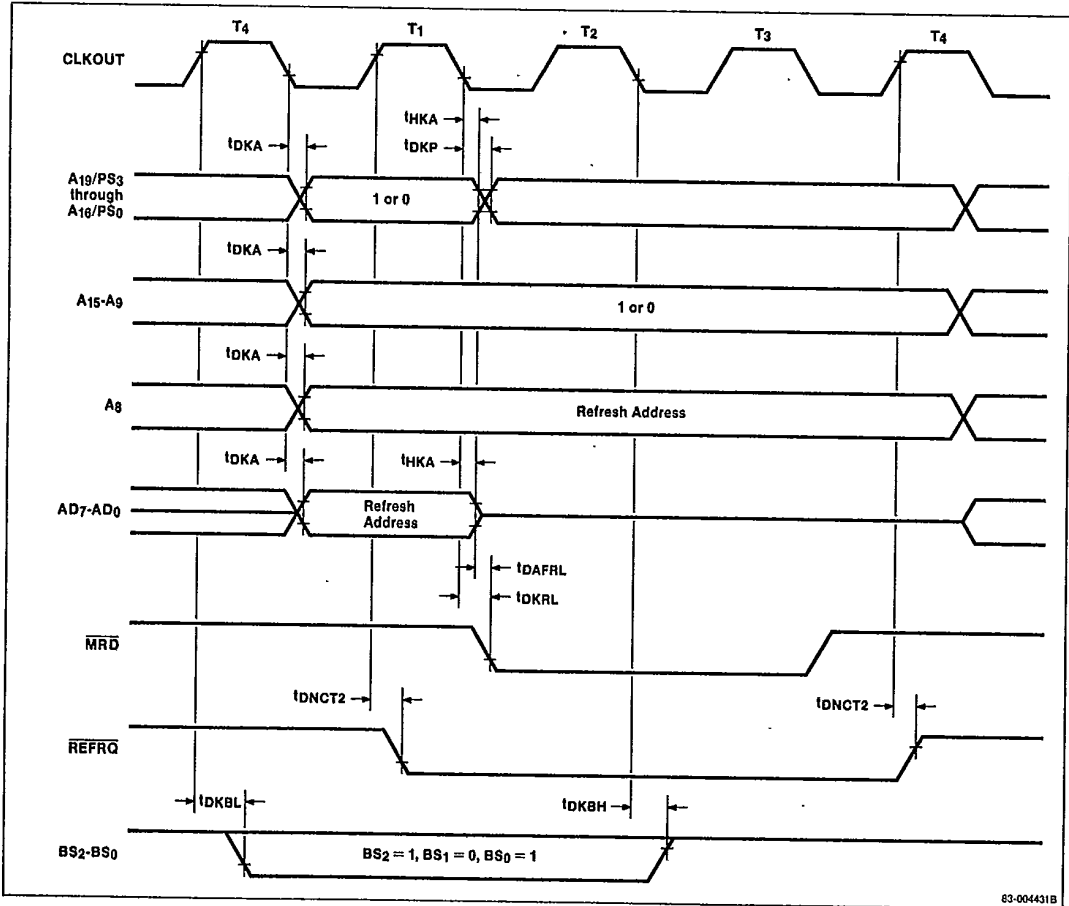 T4 T1 T2 T3 T4
CLKOUT
tHKA
tDKA tDKP
A19/PS3
through
A16/PS0
1 or 0
tDKA
A15-A9
1 or 0
tDKA
A8
Refresh Address
tDKA tHKA
AD7-AD0
Refresh
Address
tDAFRL
tDKRL
MRD
tDNCT2 tDNCT2
REFRQ
tDKBL tDKBH
BS2-BS0
BS2 = 1, BS1 = 0, BS0 = 1
83-004431B